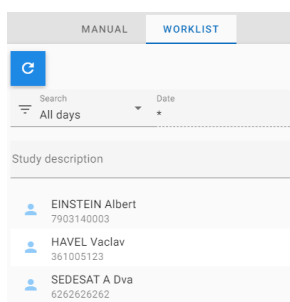 MANUAL WORKLIST
Search Date
All days *
Study description
EINSTEIN Albert
7903140003
HAVEL Vaclav
361005123
SEDESAT A Dva
6262626262